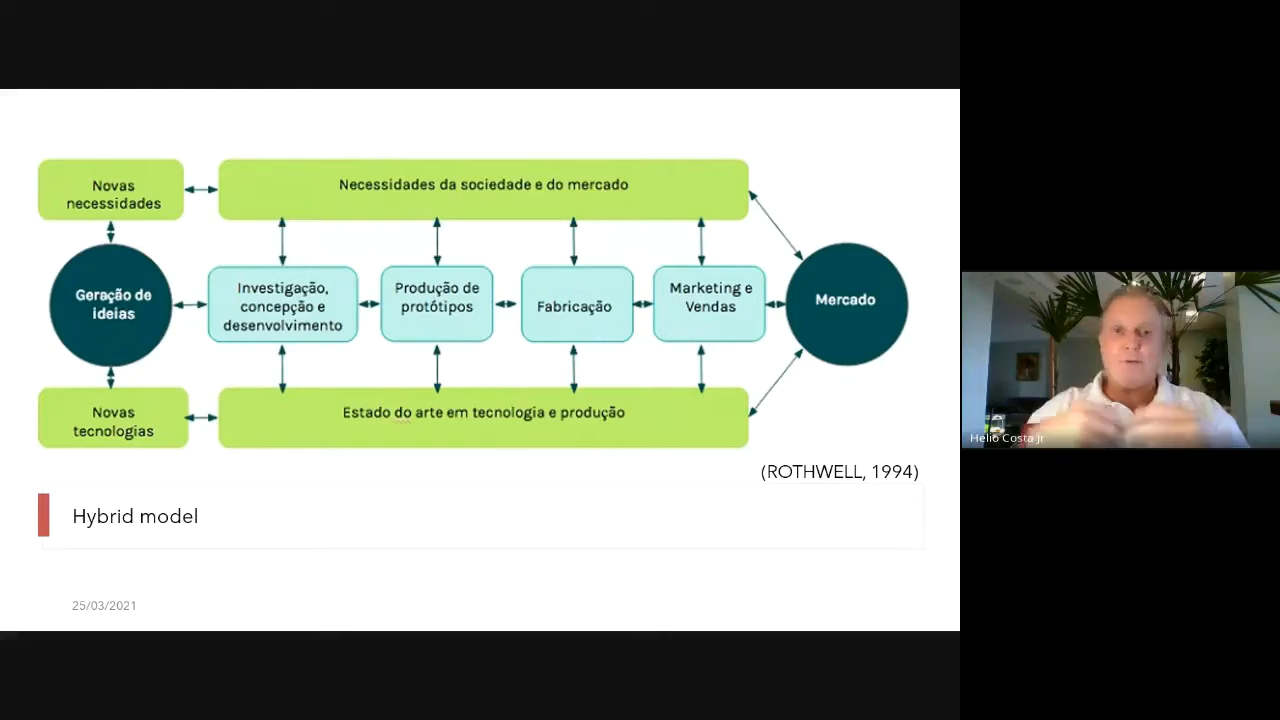 Novas
necessidades
Necessidades da sociedade e do mercado
Geração de
ideias
Investigação,
concepção e
desenvolvimento
Produção de
protótipos
Fabricação
Marketing e
Vendas
Mercado
Novas
tecnologias
Estado do arte em tecnologia e produção
(ROTHWELL, 1994)
Hybrid model
25/03/2021
Helio Costa Jr